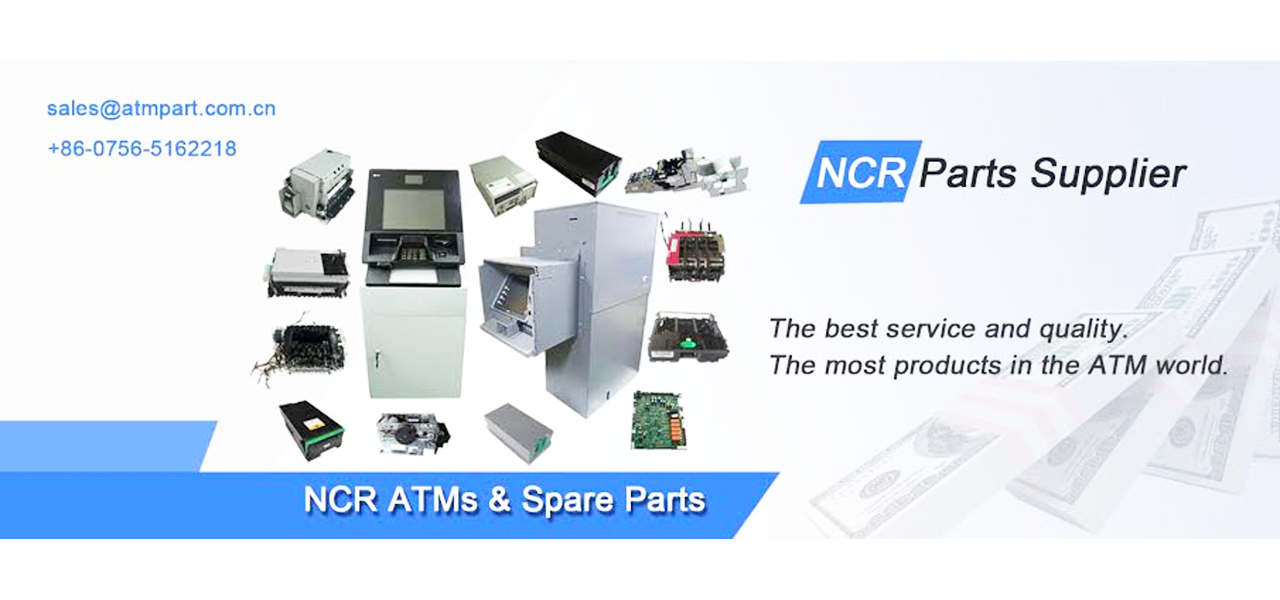 sales@atmpart.com.cn
+86-0756-5162218
NCR Parts Supplier
The best service and quality.
The most products in the ATM world.
NCR ATMs & Spare Parts